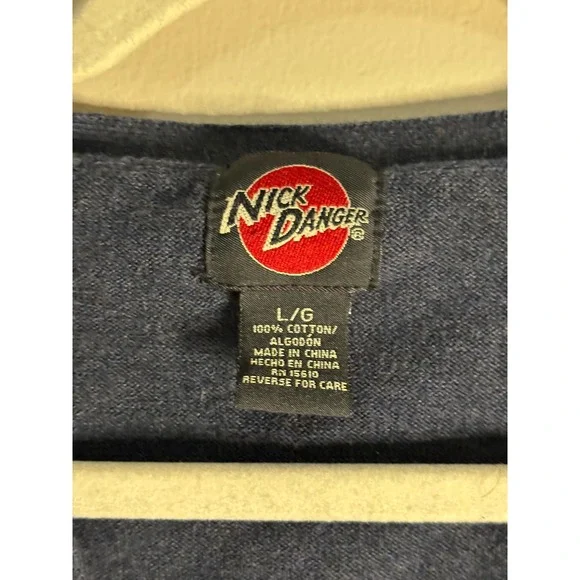 NICK
DANGER®
L/G
100% COTTON/
ALGODÓN
MADE IN CHINA
HECHO EN CHINA
RN 15610
REVERSE FOR CARE